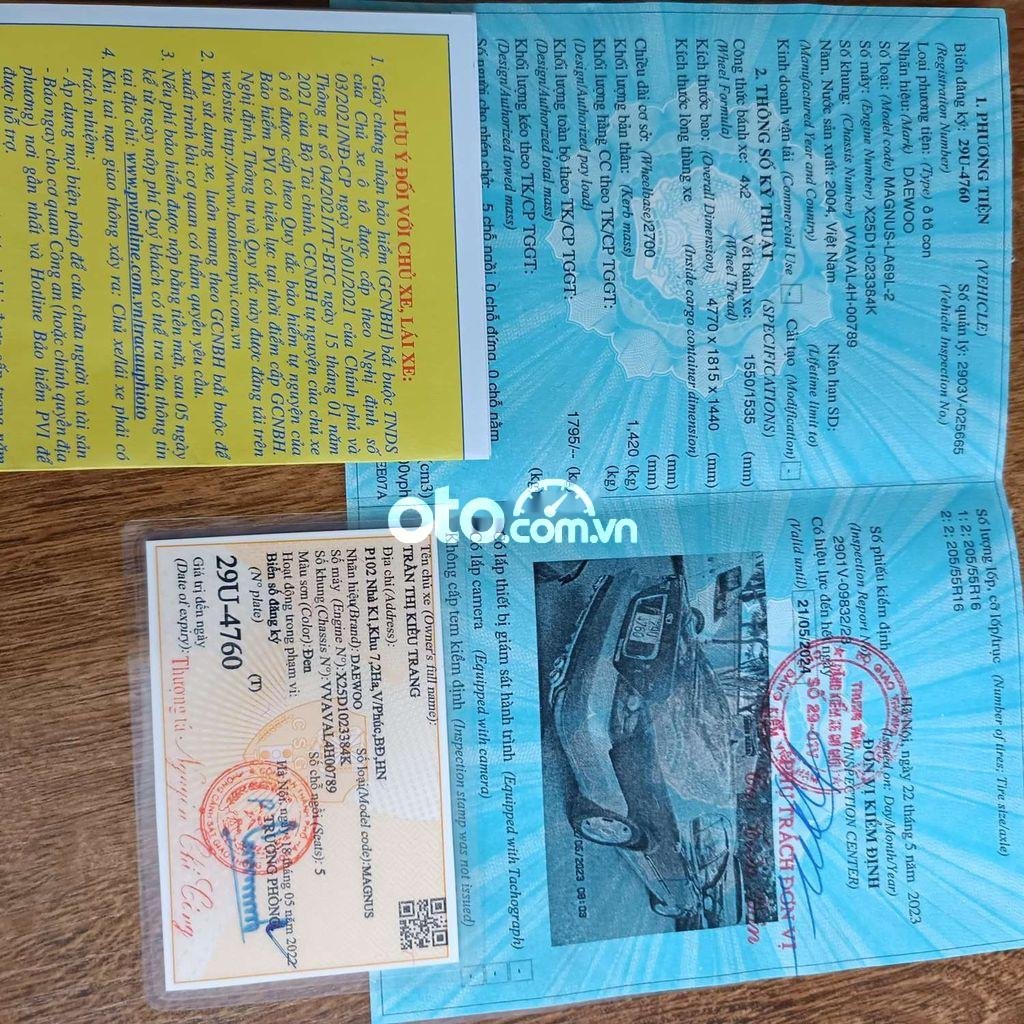 1. PHƯƠNG TIỆN (VEHICLE)
Biển đăng ký: 29U-4760 Số quản lý: 2903V-025665
(Registration Number) (Vehicle Inspection No.)
Loại phương tiện: (Type) ô tô con
Nhãn hiệu: (Mark) DAEWOO
Số loại: (Model code) MAGNUS-LA69L-2
Số máy: (Engine Number) X25D1-023384K
Số khung: (Chassis Number) VVAVAL4H-00789
Năm, Nước sản xuất: 2004, Việt Nam Niên hạn SD:
(Manufactured Year and Country) (Lifetime limit to)
Kinh doanh vận tải (Commercial Use) - Cải tạo (Modification) -
2. THÔNG SỐ KỸ THUẬT (SPECIFICATIONS)
Công thức bánh xe: 4x2 Vết bánh xe: 1550/1535 (mm)
(Wheel Formula) (Wheel Tread)
Kích thước bao: (Overall Dimension) 4770 x 1815 x 1440 (mm)
Kích thước lòng thùng xe (Inside cargo container dimension)
(mm)
Chiều dài cơ sở: (Wheelbase) 2700 (mm)
Khối lượng bản thân: (Kerb mass) 1.420 (kg)
Khối lượng hàng CC theo TK/CP TGGT: (kg)
(Design/Authorized pay load)
Khối lượng toàn bộ theo TK/CP TGGT: 1795/-- (kg)
(Design/Authorized total mass)
Khối lượng kéo theo TK/CP TGGT: (kg)
(Design/Authorized towed mass)
Số người cho phép chở: 5 chỗ ngồi, 0 chỗ đứng, 0 chỗ nằm
Số lượng lốp, cỡ lốp/trục (Number of tires; Tire size/axle)
1: 2; 205/55R16
2: 2; 205/55R16
Hà Nội, ngày 22 tháng 5 năm 2023
(Issued on: Day/Month/Year)
Số phiếu kiểm định ĐƠN VỊ KIỂM ĐỊNH
(Inspection Report No) (INSPECTION CENTER)
2901V-09832/22
Có hiệu lực đến hết ngày
(Valid until) 21/05/2024
PHỤ TRÁCH ĐƠN VỊ
05/2023 08:03
Có lắp thiết bị giám sát hành trình (Equipped with Tachograph) -
Có lắp camera (Equipped with camera) -
Không cấp tem kiểm định (Inspection stamp was not issued) -
LƯU Ý ĐỐI VỚI CHỦ XE, LÁI XE:
1. Giấy chứng nhận bảo hiểm (GCNBH) bắt buộc TNDS
của Chủ xe ô tô được cấp theo Nghị định số
03/2021/NĐ-CP ngày 15/01/2021 của Chính phủ và
Thông tư số 04/2021/TT-BTC ngày 15 tháng 01 năm
2021 của Bộ Tài chính. GCNBH tự nguyện của chủ xe
ô tô được cấp theo Quy tắc bảo hiểm tự nguyện của
Bảo hiểm PVI có hiệu lực tại thời điểm cấp GCNBH.
Nghị định, Thông tư và Quy tắc này được đăng tải trên
website http://www.baohiempvi.com.vn
2. Khi sử dụng xe, luôn mang theo GCNBH bắt buộc để
xuất trình khi cơ quan có thẩm quyền yêu cầu.
3. Nếu phí bảo hiểm được nộp bằng tiền mặt, sau 05 ngày
kể từ ngày nộp phí Quý khách có thể tra cứu thông tin
tại địa chỉ: www.pvionline.com.vn/tracuuphioto
4. Khi tai nạn giao thông xảy ra, Chủ xe/lái xe phải có
trách nhiệm:
- Áp dụng mọi biện pháp để cứu chữa người và tài sản
- Báo ngay cho cơ quan Công an (hoặc chính quyền địa
phương) nơi gần nhất và Hotline Bảo hiểm PVI để
được hỗ trợ.
oto.com.vn
Tên chủ xe (Owner's full name):
TRẦN THỊ KIỀU TRANG
Địa chỉ (Address):
P102 Nhà K1,Khu 7,2Ha,V/Phúc,BĐ,HN
Nhãn hiệu(Brand): DAEWOO Số loại(Model code):MAGNUS
Số máy (Engine N°):X25D1023384K
Số khung(Chassis N°):VVAVAL4H00789
Màu sơn (Color):Đen Số chỗ ngồi (Seats): 5
Hoạt động trong phạm vi:
Biển số đăng ký Hà Nội, ngày 18 tháng 05 năm 2022
(N° plate) TRƯỞNG PHÒNG
29U-4760 (T)
Giá trị đến ngày
(Date of expiry):
Thượng tá Nguyễn Chí Công